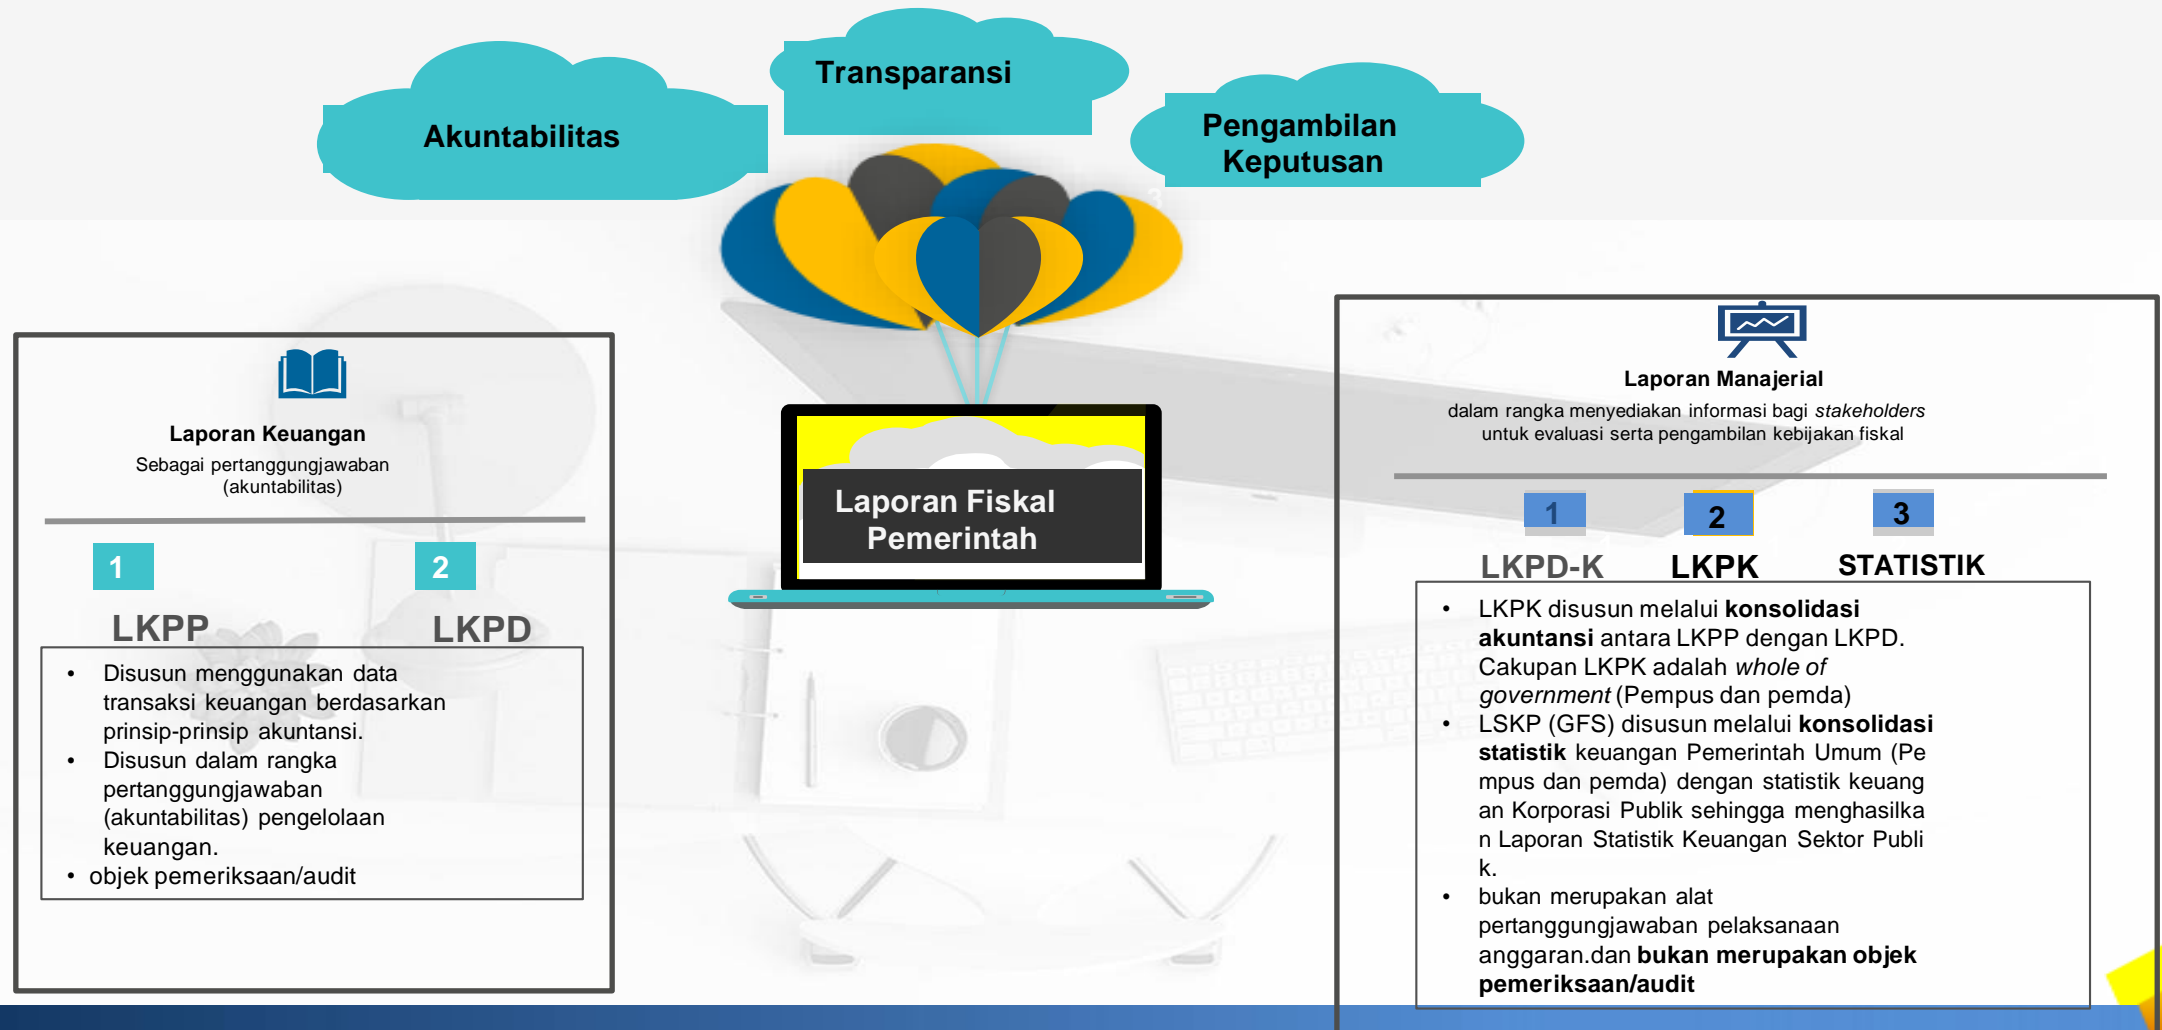 Transparansi
Akuntabilitas
Pengambilan
Keputusan
3
Laporan Keuangan
Sebagai pertanggungjawaban
(akuntabilitas)
1
2
LKPP
LKPD
• Disusun menggunakan data
transaksi keuangan berdasarkan
prinsip-prinsip akuntansi.
• Disusun dalam rangka
pertanggungjawaban
(akuntabilitas) pengelolaan
keuangan.
• objek pemeriksaan/audit
Laporan Fiskal
Pemerintah
Laporan Manajerial
dalam rangka menyediakan informasi bagi stakeholders
untuk evaluasi serta pengambilan kebijakan fiskal
1
2
3
LKPD-K
LKPK
STATISTIK
• LKPK disusun melalui konsolidasi
akuntansi antara LKPP dengan LKPD.
Cakupan LKPK adalah whole of
government (Pempus dan pemda)
• LSKP (GFS) disusun melalui konsolidasi
statistik keuangan Pemerintah Umum (Pe
mpus dan pemda) dengan statistik keuang
an Korporasi Publik sehingga menghasilka
n Laporan Statistik Keuangan Sektor Publi
k.
• bukan merupakan alat
pertanggungjawaban pelaksanaan
anggaran.dan bukan merupakan objek
pemeriksaan/audit